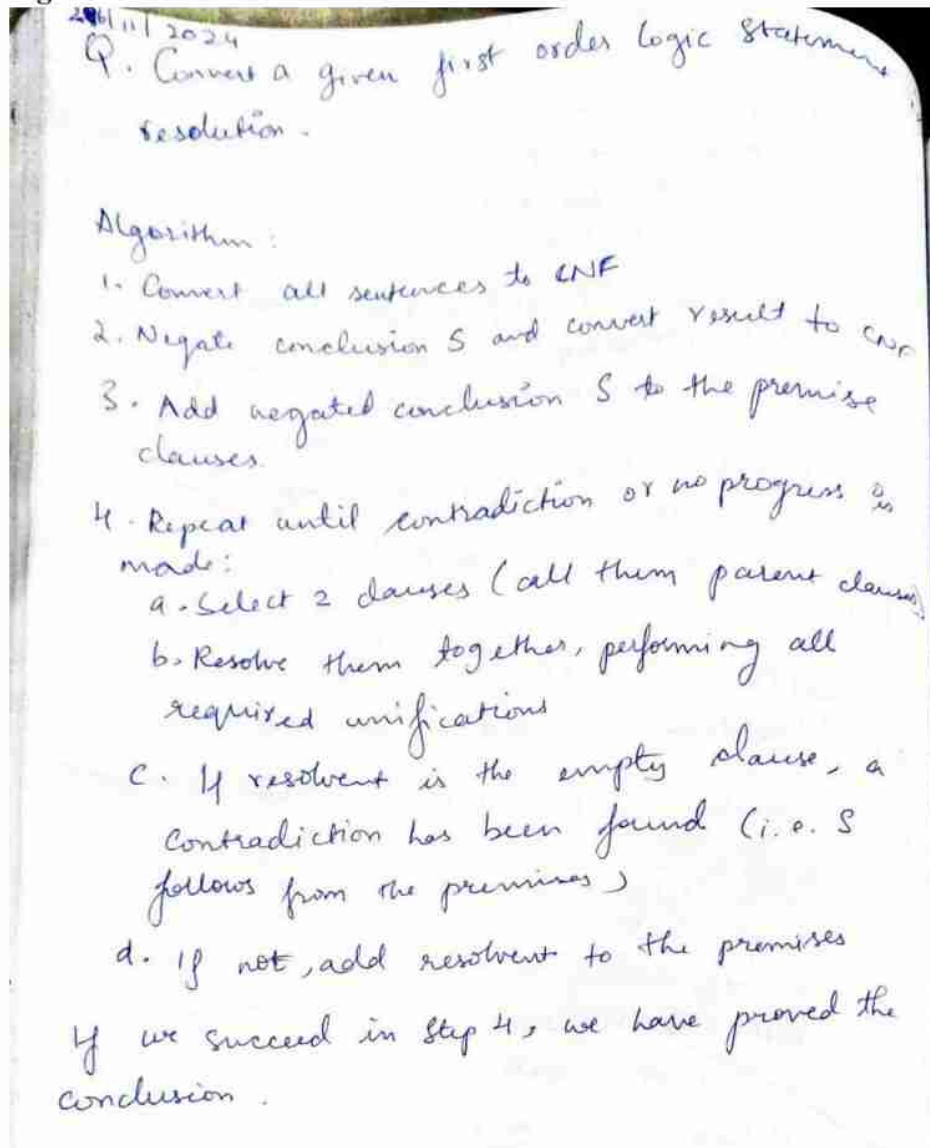 /11/2024
Q. Convert a given first order logic statement
resolution.
Algorithm:
1. Convert all sentences to CNF
2. Negate conclusion S and convert result to CNF
3. Add negated conclusion S to the premise
clauses.
4. Repeat until contradiction or no progress is
made:
a. Select 2 clauses (call them parent clauses)
b. Resolve them together, performing all
required unifications
c. If resolvent is the empty clause, a
contradiction has been found (i.e. S
follows from the premises)
d. If not, add resolvent to the premises
If we succeed in Step 4, we have proved the
conclusion.